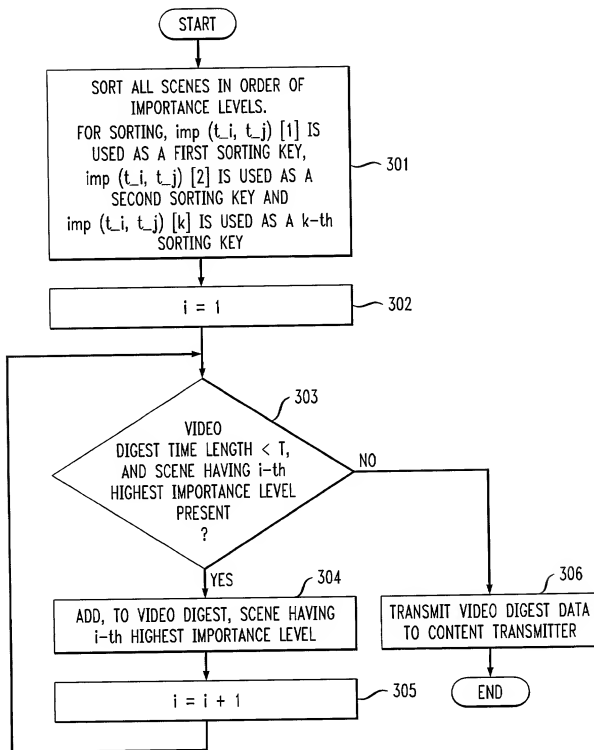 START
SORT ALL SCENES IN ORDER OF
IMPORTANCE LEVELS.
FOR SORTING, imp (t_i, t_j) [1] IS
USED AS A FIRST SORTING KEY,
imp (t_i, t_j) [2] IS USED AS A
SECOND SORTING KEY AND
imp (t_i, t_j) [k] IS USED AS A k-th
SORTING KEY
301
i = 1
302
303
VIDEO
DIGEST TIME LENGTH < T,
AND SCENE HAVING i-th
HIGHEST IMPORTANCE LEVEL
PRESENT
?
NO
YES
304
ADD, TO VIDEO DIGEST, SCENE HAVING
i-th HIGHEST IMPORTANCE LEVEL
i = i + 1
305
306
TRANSMIT VIDEO DIGEST DATA
TO CONTENT TRANSMITTER
END